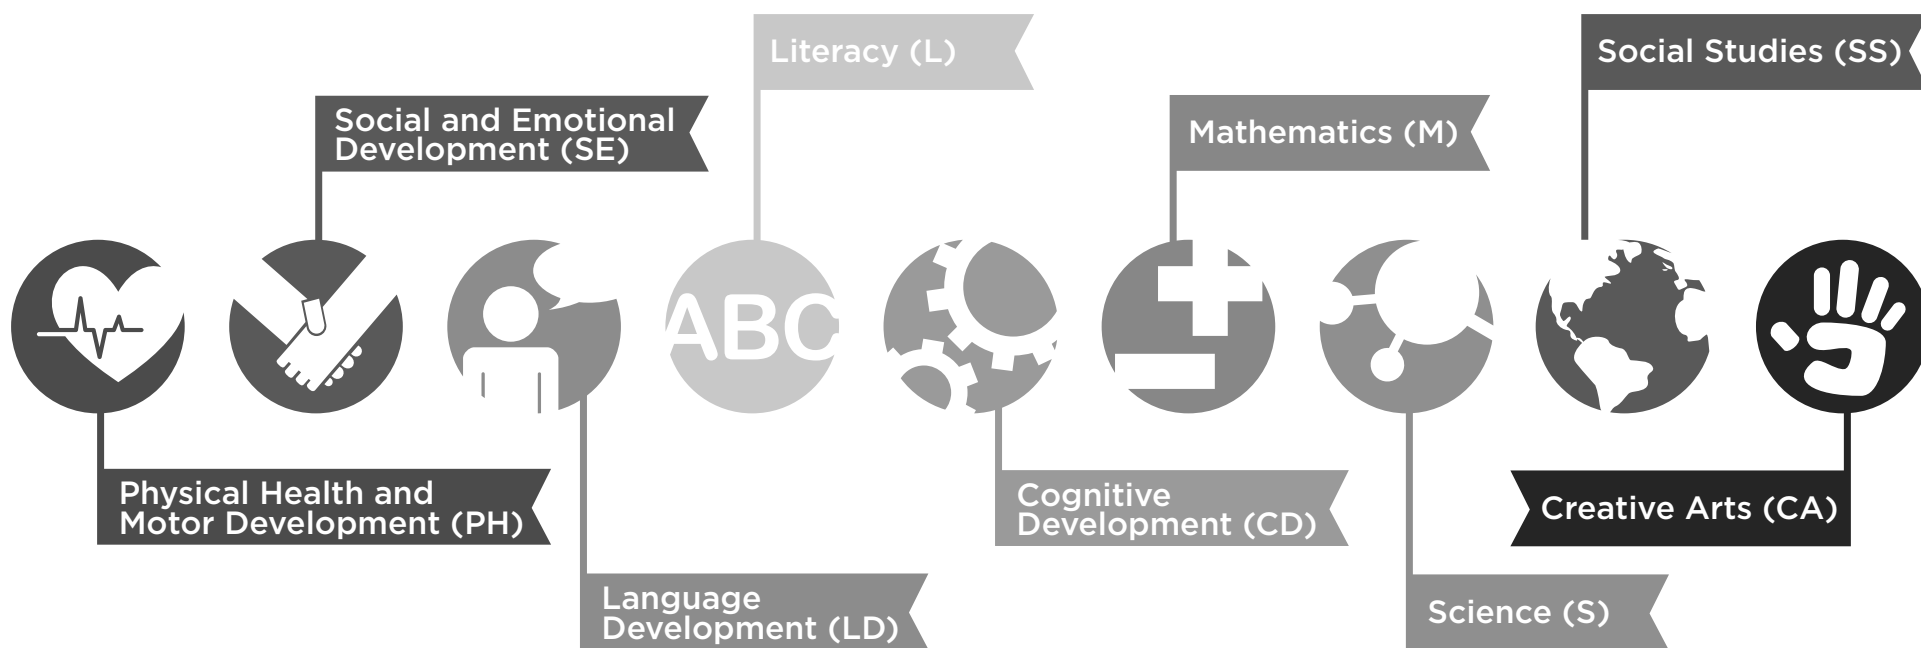 Literacy (L)
Social Studies (SS)
Social and Emotional
Development (SE)
Mathematics (M)
ABC
Physical Health and
Motor Development (PH)
Cognitive
Development (CD)
Creative Arts (CA)
Language
Development (LD)
Science (S)